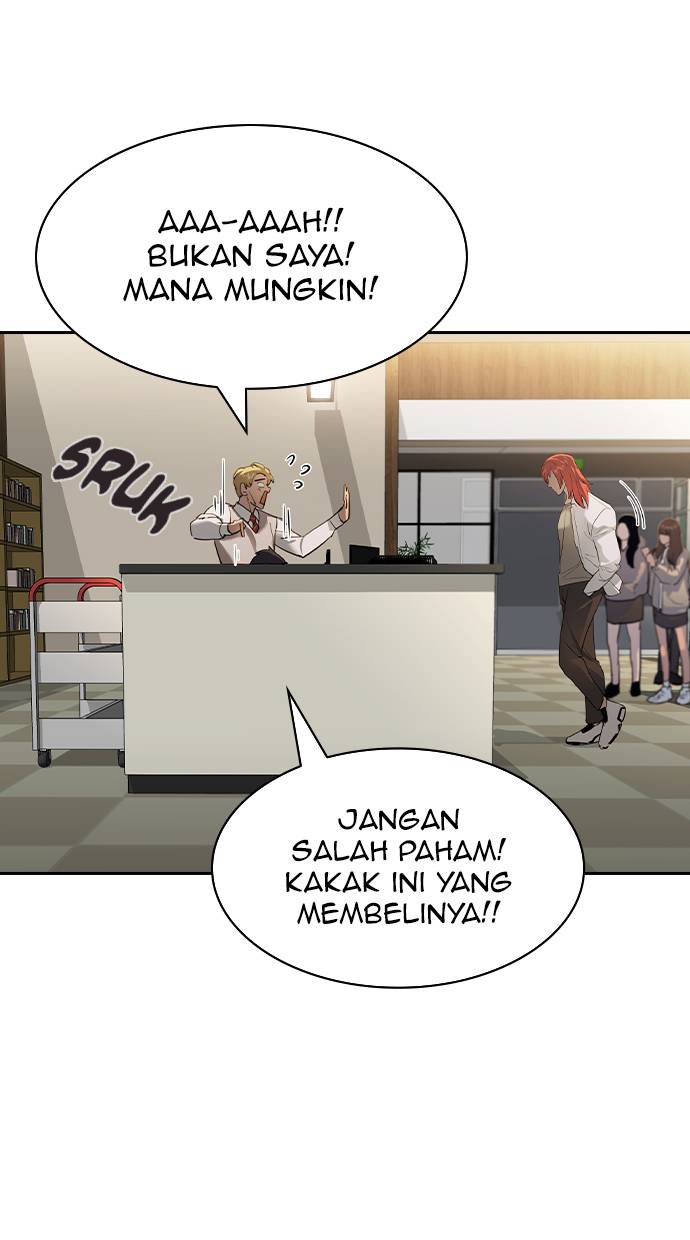 AAA-AAAH!!
BUKAN SAYA!
MANA MUNGKIN!
SRUK
JANGAN
SALAH PAHAM!
KAKAK INI YANG
MEMBELINYA!!